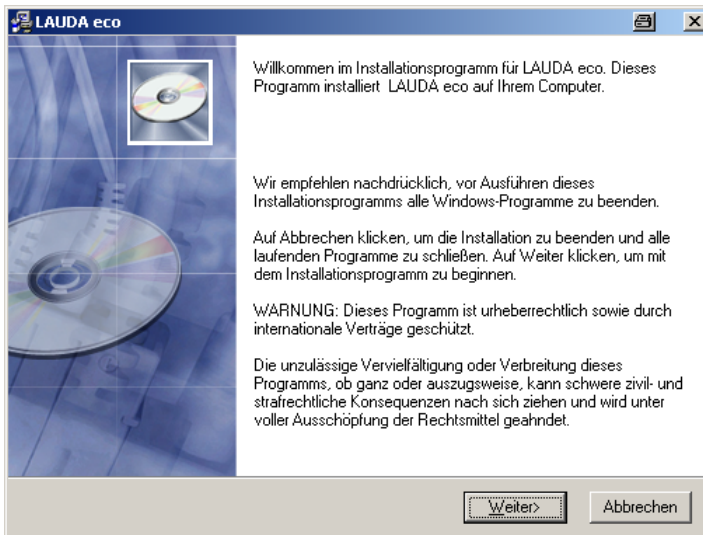 LAUDA eco
Willkommen im Installationsprogramm für LAUDA eco. Dieses
Programm installiert  LAUDA eco auf Ihrem Computer.
Wir empfehlen nachdrücklich, vor Ausführen dieses
Installationsprogramms alle Windows-Programme zu beenden.
Auf Abbrechen klicken, um die Installation zu beenden und alle
laufenden Programme zu schließen. Auf Weiter klicken, um mit
dem Installationsprogramm zu beginnen.
WARNUNG: Dieses Programm ist urheberrechtlich sowie durch
internationale Verträge geschützt.
Die unzulässige Vervielfältigung oder Verbreitung dieses
Programms, ob ganz oder auszugsweise, kann schwere zivil- und
strafrechtliche Konsequenzen nach sich ziehen und wird unter
voller Ausschöpfung der Rechtsmittel geahndet.
Weiter>
Abbrechen